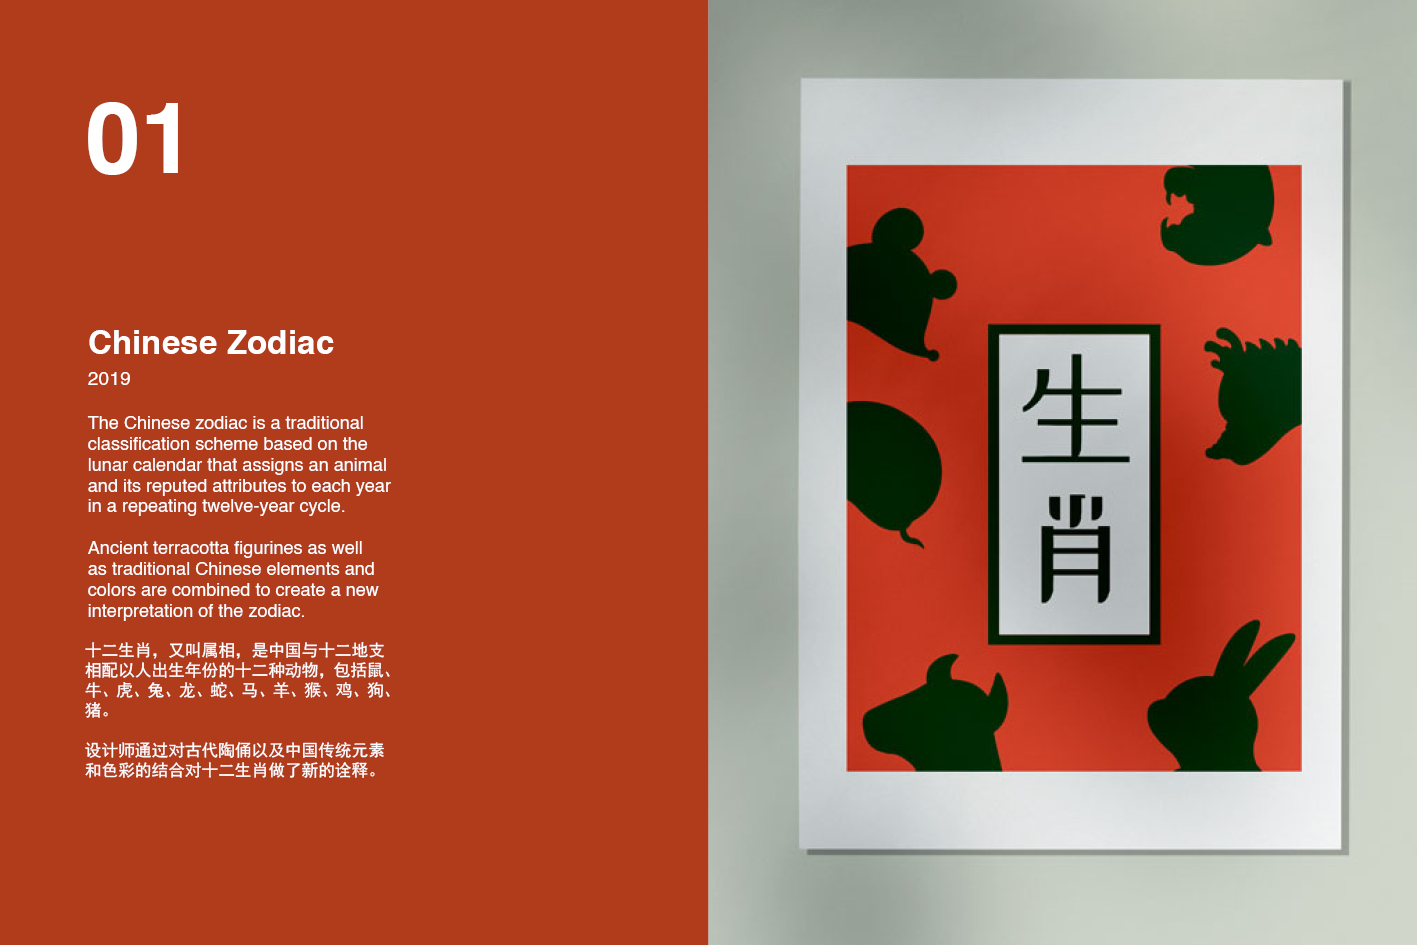 01
Chinese Zodiac
2019
The Chinese zodiac is a traditional
classification scheme based on the
lunar calendar that assigns an animal
and its reputed attributes to each year
in a repeating twelve-year cycle.
Ancient terracotta figurines as well
as traditional Chinese elements and
colors are combined to create a new
interpretation of the zodiac.
十二生肖，又叫属相，是中国与十二地支
相配以人出生年份的十二种动物，包括鼠、
牛、虎、兔、龙、蛇、马、羊、猴、鸡、狗、
猪。
设计师通过对古代陶俑以及中国传统元素
和色彩的结合对十二生肖做了新的诠释。
生
肖